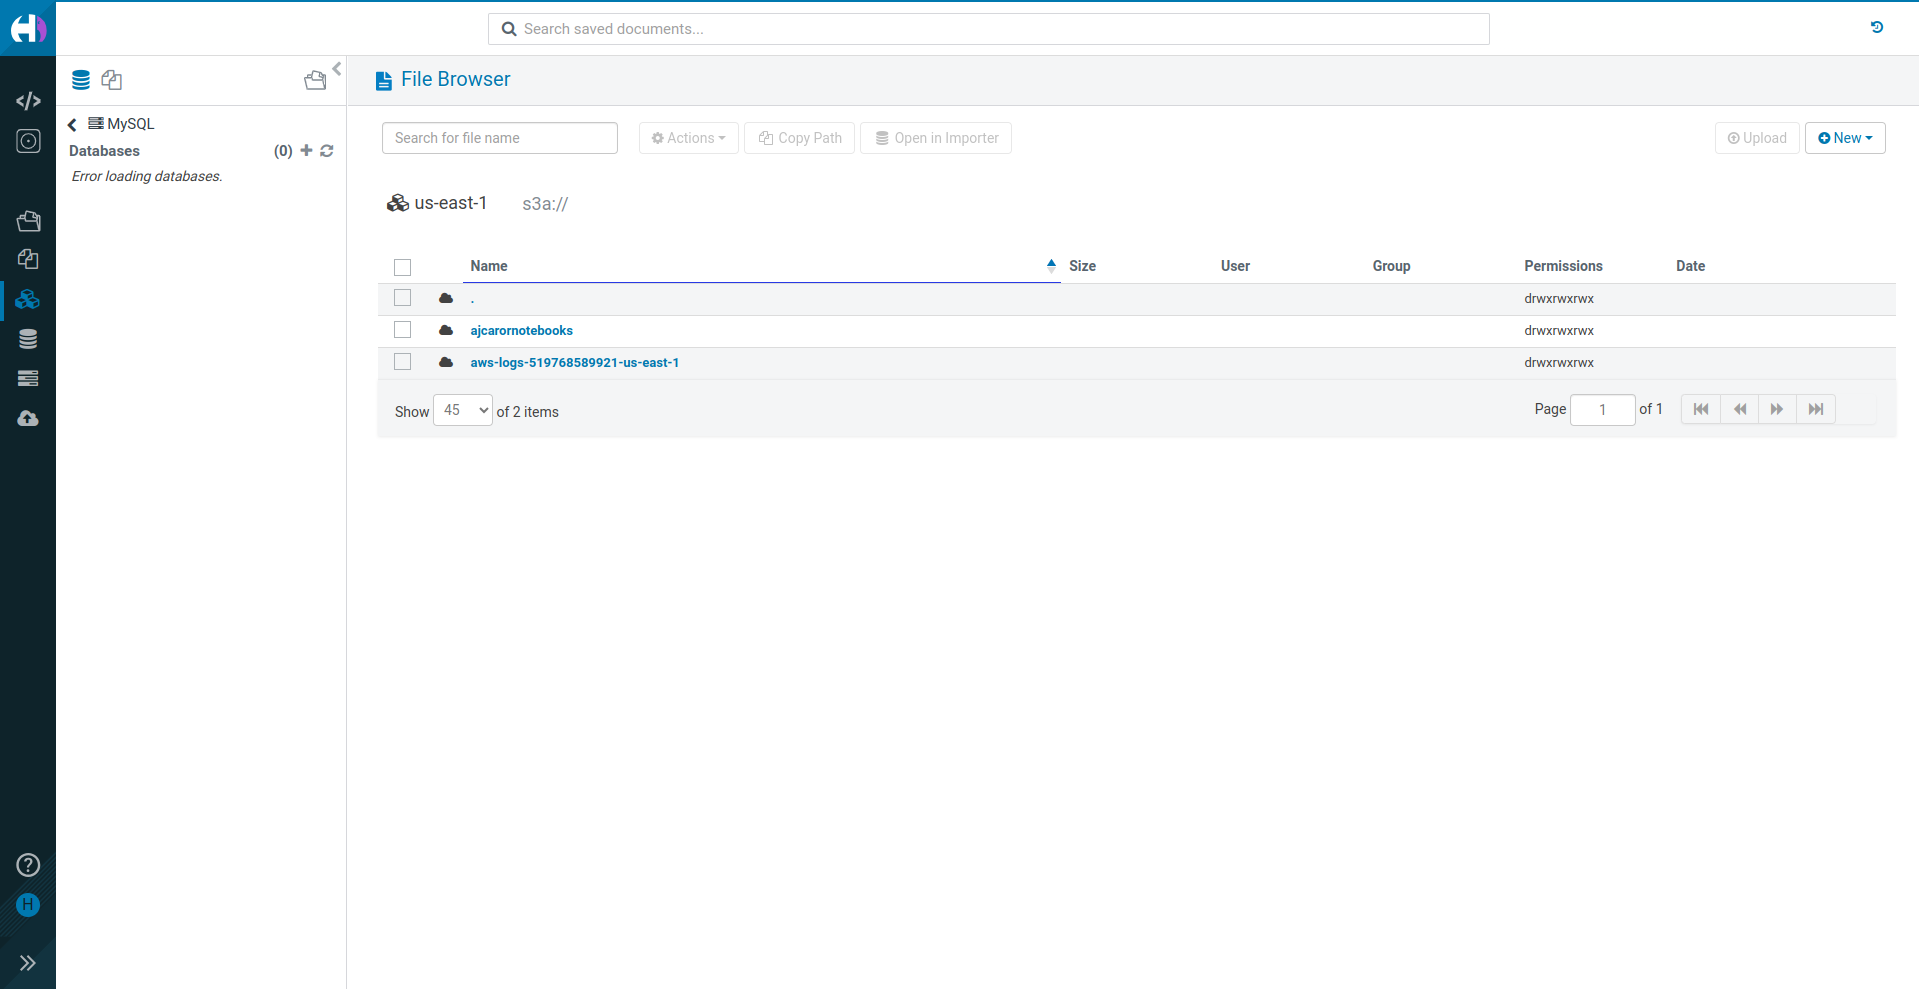 Search saved documents...
File Browser
MySQL
Databases (0)
Error loading databases.
Search for file name Actions Copy Path Open in Importer Upload New
us-east-1 s3a://
Name Size User Group Permissions Date
. drwxrwxrwx
ajcarornotebooks drwxrwxrwx
aws-logs-519768589921-us-east-1 drwxrwxrwx
Show 45 of 2 items Page 1 of 1
H